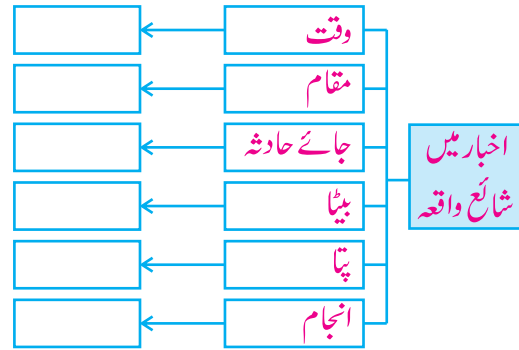 اخبار میں
شائع واقعہ
وقت
مقام
جائے حادثہ
بیٹا
پتا
انجام